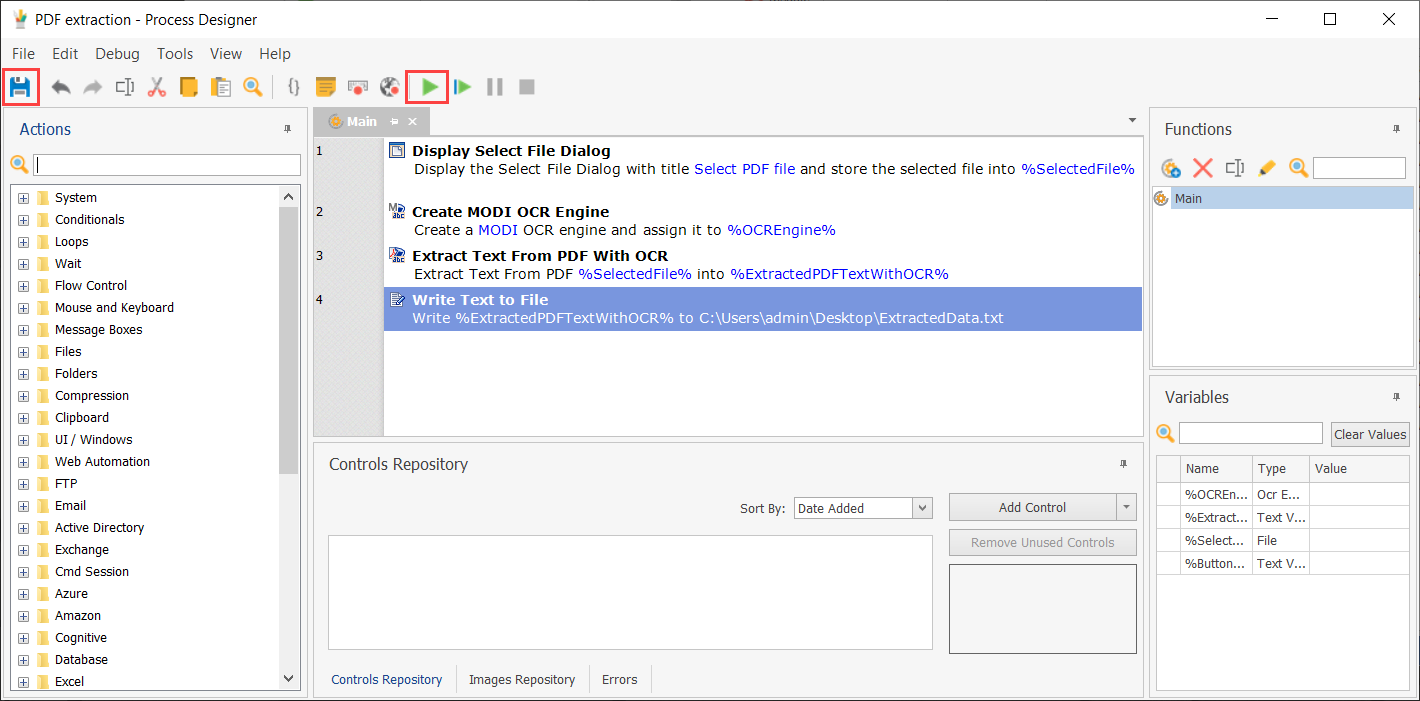 PDF extraction - Process Designer
File Edit Debug Tools View Help
Actions
System
Conditionals
Loops
Wait
Flow Control
Mouse and Keyboard
Message Boxes
Files
Folders
Compression
Clipboard
UI / Windows
Web Automation
FTP
Email
Active Directory
Exchange
Cmd Session
Azure
Amazon
Cognitive
Database
Excel
Main
1 Display Select File Dialog
Display the Select File Dialog with title Select PDF file and store the selected file into %SelectedFile%
2 Create MODI OCR Engine
Create a MODI OCR engine and assign it to %OCREngine%
3 Extract Text From PDF With OCR
Extract Text From PDF %SelectedFile% into %ExtractedPDFTextWithOCR%
4 Write Text to File
Write %ExtractedPDFTextWithOCR% to C:\Users\admin\Desktop\ExtractedData.txt
Controls Repository
Sort By: Date Added
Add Control
Remove Unused Controls
Controls Repository Images Repository Errors
Functions
Main
Variables
Clear Values
Name Type Value
%OCREn... Ocr E...
%Extract... Text V...
%Select... File
%Button... Text V...